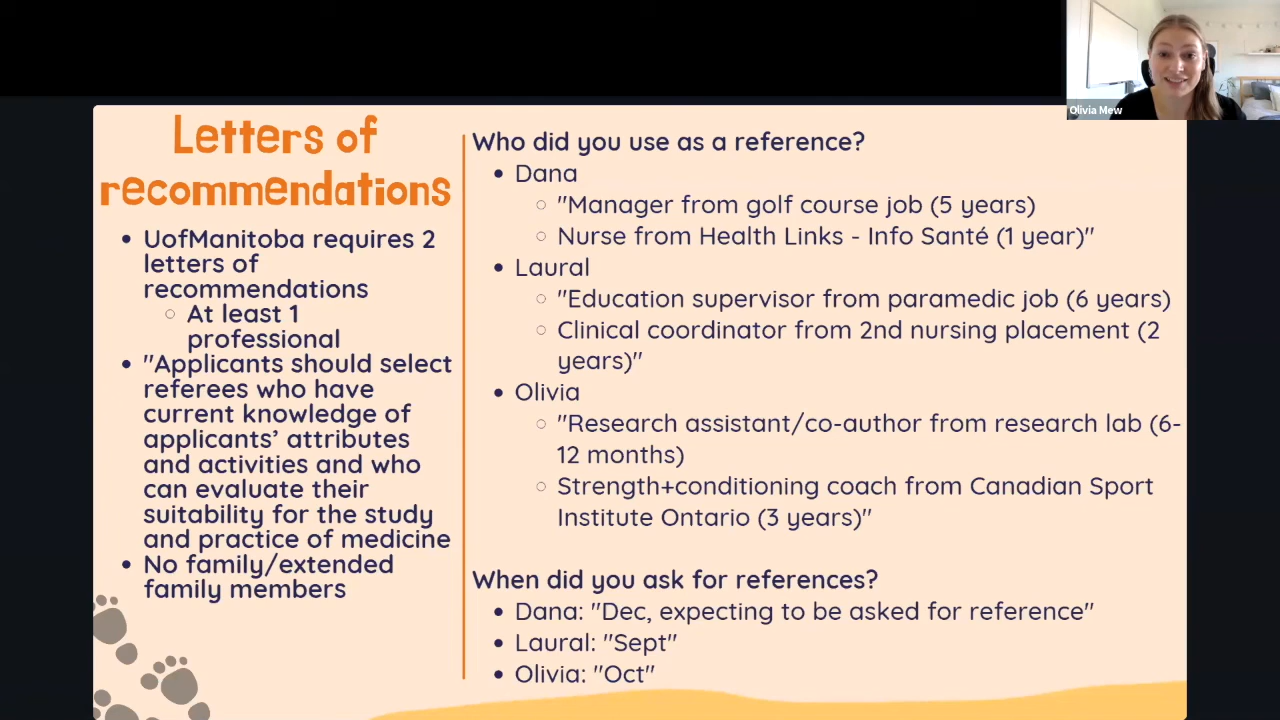 Olivia Mew
Letters of
recommendations
• UofManitoba requires 2
letters of
recommendations
○ At least 1
professional
• "Applicants should select
referees who have
current knowledge of
applicants’ attributes
and activities and who
can evaluate their
suitability for the study
and practice of medicine
• No family/extended
family members
Who did you use as a reference?
• Dana
○ "Manager from golf course job (5 years)
○ Nurse from Health Links - Info Santé (1 year)"
• Laural
○ "Education supervisor from paramedic job (6 years)
○ Clinical coordinator from 2nd nursing placement (2
years)"
• Olivia
○ "Research assistant/co-author from research lab (6-
12 months)
○ Strength+conditioning coach from Canadian Sport
Institute Ontario (3 years)"
When did you ask for references?
• Dana: "Dec, expecting to be asked for reference"
• Laural: "Sept"
• Olivia: "Oct"